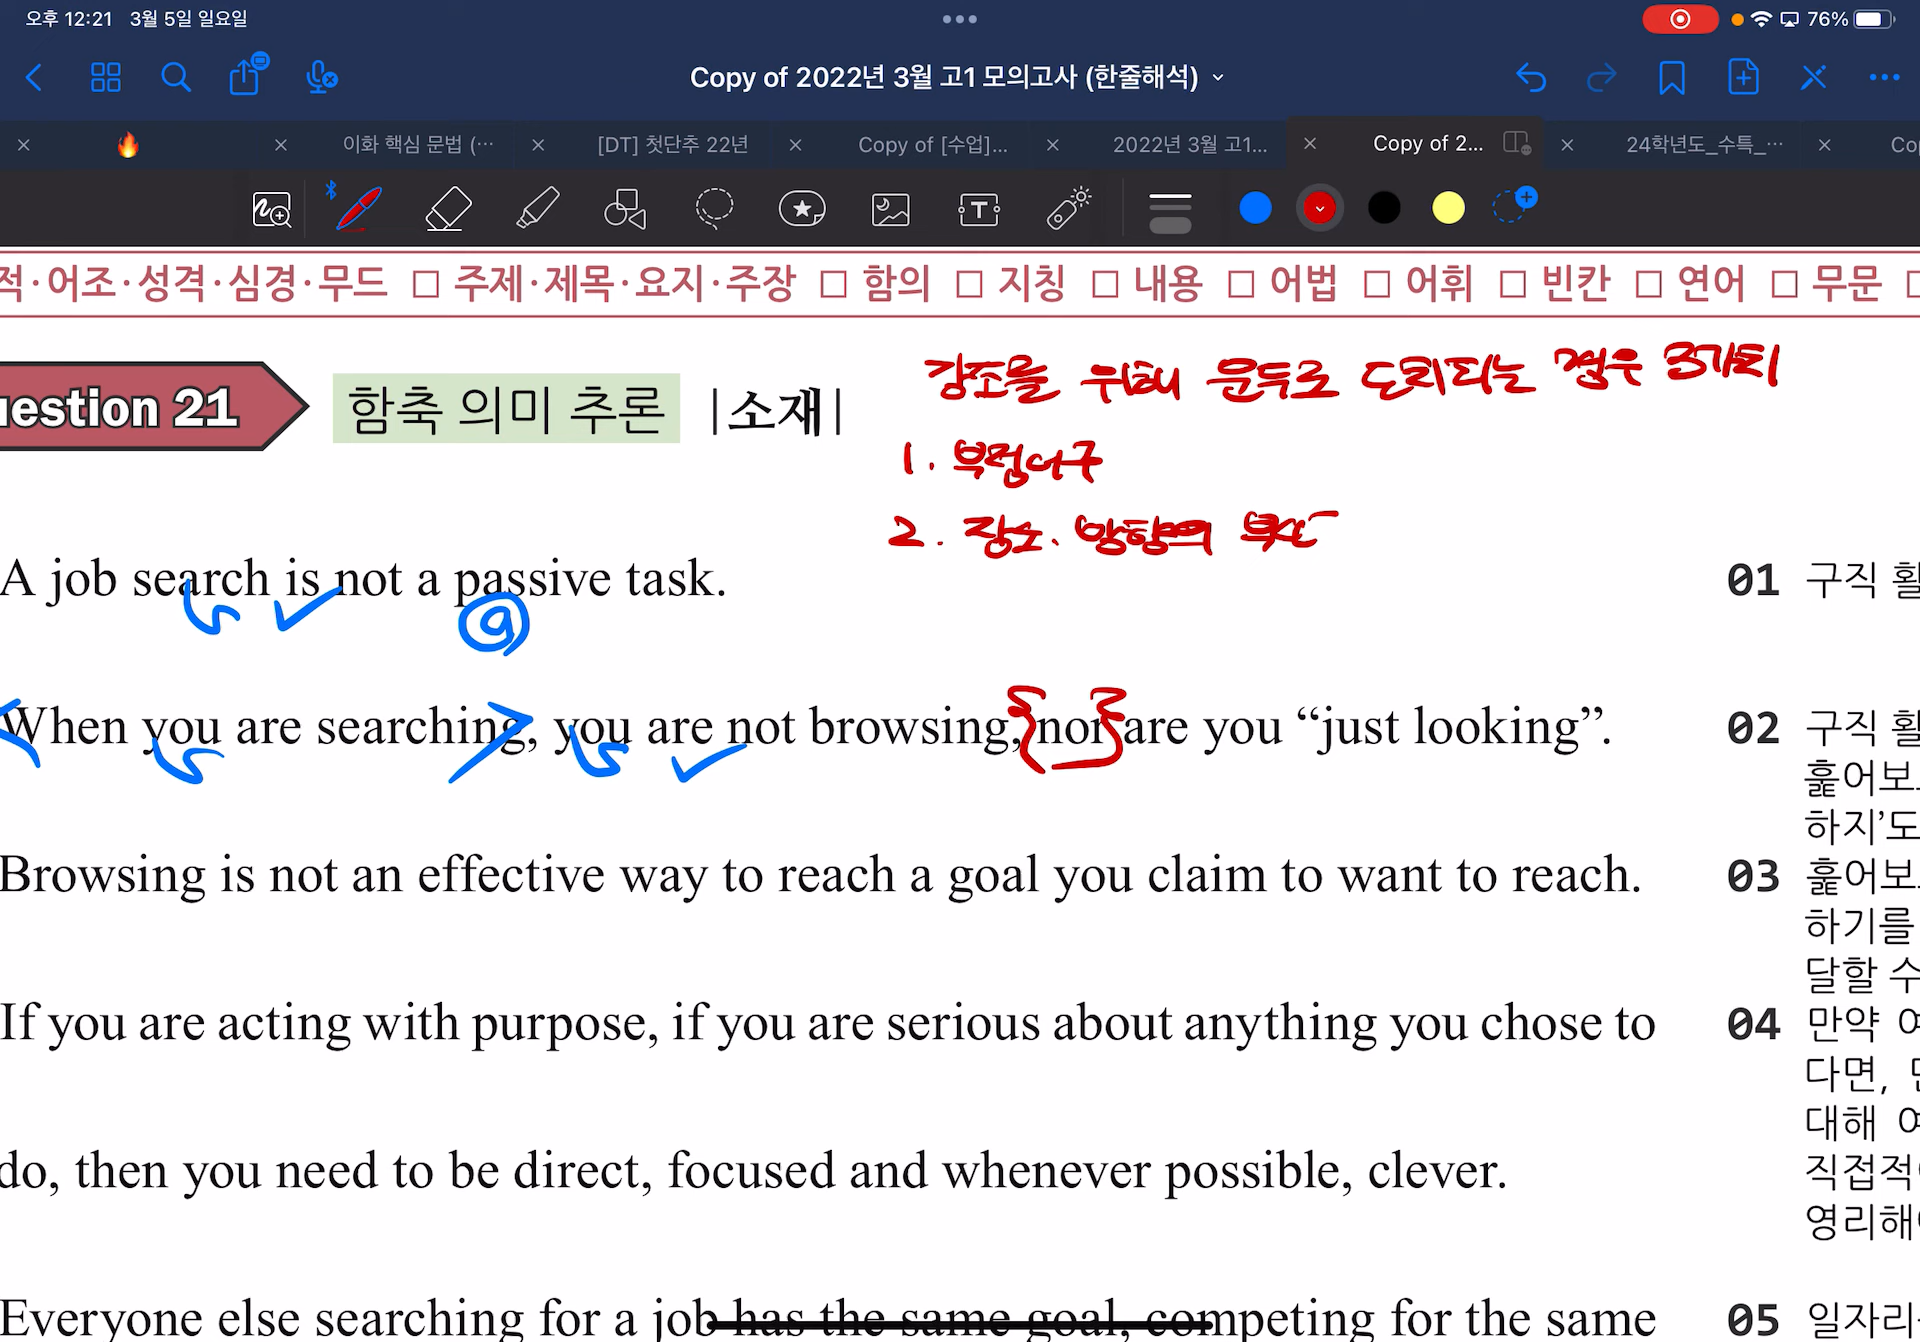 오후 12:21 3월 5일 일요일
76%
Copy of 2022년 3월 고1 모의고사 (한줄해석)
이화 핵심 문법 (…
[DT] 첫단추 22년
Copy of [수업]...
2022년 3월 고1...
Copy of 2...
24학년도_수특_…
Co
적·어조·성격·심경·무드 □ 주제·제목·요지·주장 □ 함의 □ 지칭 □ 내용 □ 어법 □ 어휘 □ 빈칸 □ 연어 □ 무문
uestion 21 함축 의미 추론 |소재|
강조를 위해 문두로 도치되는 경우 3가지
1. 부정어구
2. 장소. 방향의 부사
A job search is not a passive task.
01 구직 활
ⓐ
When you are searching, you are not browsing, nor are you “just looking”.
02 구직 활
훑어보
하지’도
Browsing is not an effective way to reach a goal you claim to want to reach.
03 훑어보
하기를
달할 수
If you are acting with purpose, if you are serious about anything you chose to
04 만약 여
다면,
대해 여
do, then you need to be direct, focused and whenever possible, clever.
직접적
영리해
Everyone else searching for a job has the same goal, competing for the same
05 일자리